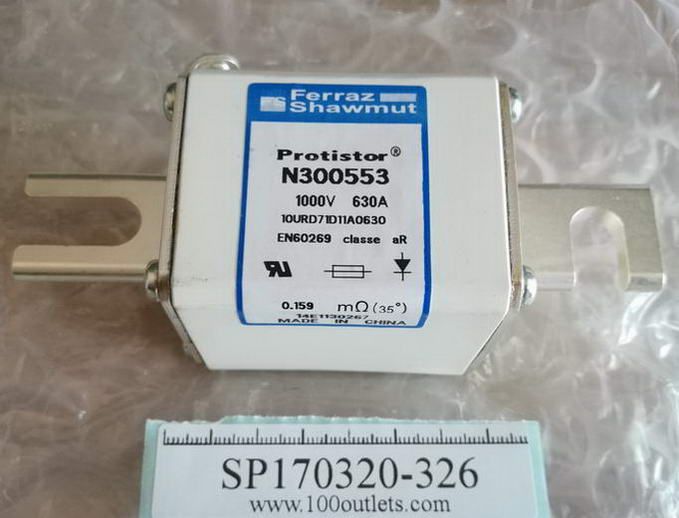 Ferraz
Shawmut
Protistor®
N300553
1000V 630A
10URD71D11A0630
EN60269 classe aR
0.159 mΩ (35°)
14E1130267
MADE IN CHINA
SP170320-326
www.100outlets.com